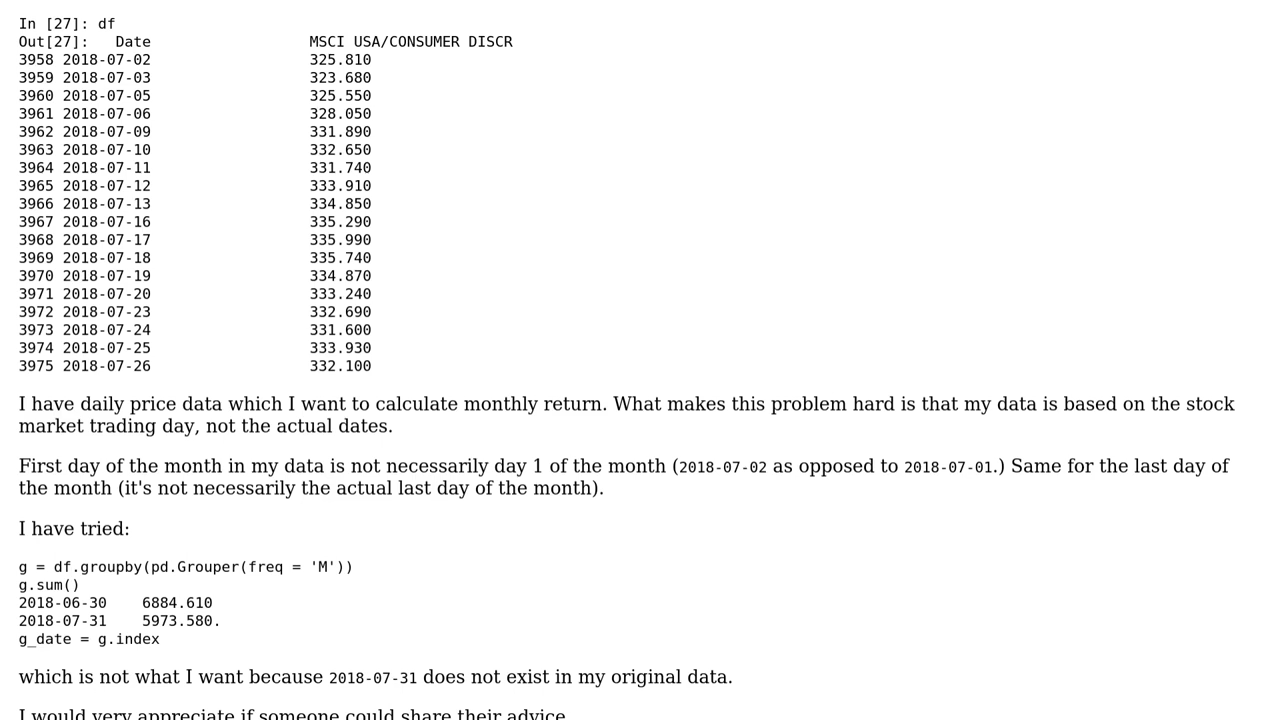 In [27]: df
Out[27]:   Date                  MSCI USA/CONSUMER DISCR
3958 2018-07-02                  325.810
3959 2018-07-03                  323.680
3960 2018-07-05                  325.550
3961 2018-07-06                  328.050
3962 2018-07-09                  331.890
3963 2018-07-10                  332.650
3964 2018-07-11                  331.740
3965 2018-07-12                  333.910
3966 2018-07-13                  334.850
3967 2018-07-16                  335.290
3968 2018-07-17                  335.990
3969 2018-07-18                  335.740
3970 2018-07-19                  334.870
3971 2018-07-20                  333.240
3972 2018-07-23                  332.690
3973 2018-07-24                  331.600
3974 2018-07-25                  333.930
3975 2018-07-26                  332.100
I have daily price data which I want to calculate monthly return. What makes this problem hard is that my data is based on the stock
market trading day, not the actual dates.
First day of the month in my data is not necessarily day 1 of the month (2018-07-02 as opposed to 2018-07-01.) Same for the last day of
the month (it's not necessarily the actual last day of the month).
I have tried:
g = df.groupby(pd.Grouper(freq = 'M'))
g.sum()
2018-06-30    6884.610
2018-07-31    5973.580.
g_date = g.index
which is not what I want because 2018-07-31 does not exist in my original data.
I would very appreciate if someone could share their advice